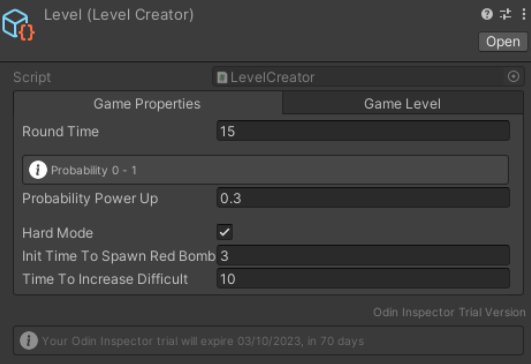 Level (Level Creator)
Open
Script
LevelCreator
Game Properties
Game Level
Round Time
15
Probability 0 - 1
Probability Power Up
0.3
Hard Mode
Init Time To Spawn Red Bomb
3
Time To Increase Difficult
10
Odin Inspector Trial Version
Your Odin Inspector trial will expire 03/10/2023, in 70 days